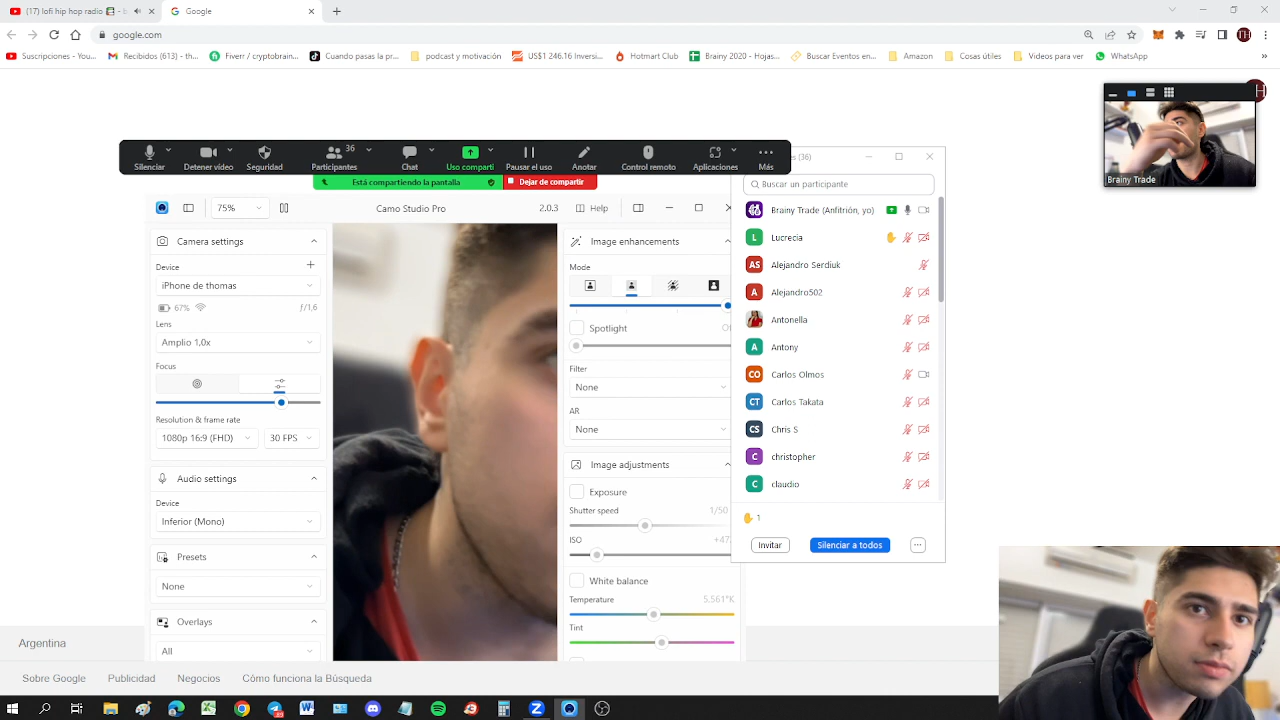 (17) lofi hip hop radio
Google
google.com
Suscripciones - You...
Recibidos (613) - th...
Fiverr / cryptobrain...
Cuando pasas la pr...
podcast y motivación
US$1 246.16 Inversi...
Hotmart Club
Brainy 2020 - Hojas...
Buscar Eventos en...
Amazon
Cosas útiles
Videos para ver
WhatsApp
»
H
Brainy Trade
36
Silenciar
Detener video
Seguridad
Participantes
Chat
Uso comparti
Pausar el uso
Anotar
Control remoto
Aplicaciones
Más
Está compartiendo la pantalla
Dejar de compartir
es (36)
75%
Camo Studio Pro
2.0.3
Help
Camera settings
Device
iPhone de thomas
67%
ƒ/1,6
Lens
Amplio 1,0x
Focus
Resolution & frame rate
1080p 16:9 (FHD)
30 FPS
Audio settings
Device
Inferior (Mono)
Presets
None
Overlays
All
Image enhancements
Mode
Spotlight
Filter
None
AR
None
Image adjustments
Exposure
Shutter speed
1/50
ISO
White balance
Temperature
5.561°K
Tint
Buscar un participante
Brainy Trade (Anfitrión, yo)
L Lucrecia
AS Alejandro Serdiuk
A Alejandro502
Antonella
A Antony
CO Carlos Olmos
CT Carlos Takata
CS Chris S
C christopher
C claudio
1
Invitar
Silenciar a todos
Argentina
Sobre Google
Publicidad
Negocios
Cómo funciona la Búsqueda